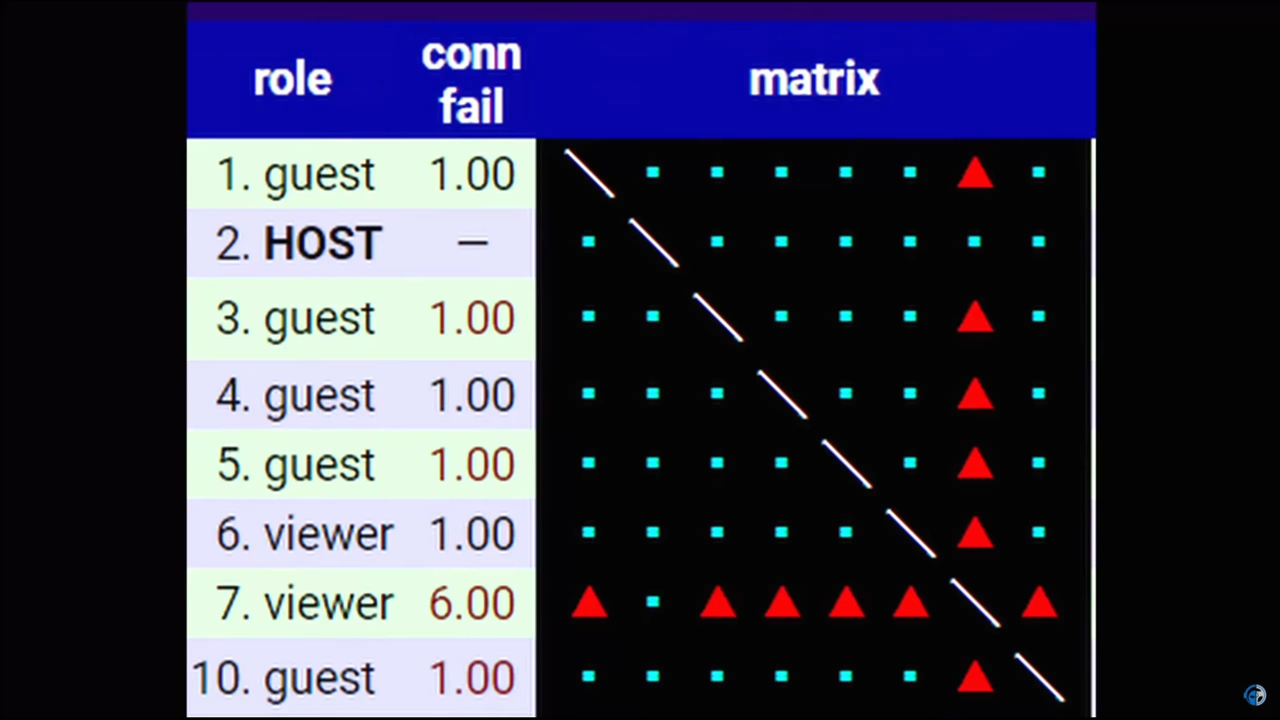 role conn fail matrix
1. guest 1.00
2. HOST —
3. guest 1.00
4. guest 1.00
5. guest 1.00
6. viewer 1.00
7. viewer 6.00
10. guest 1.00